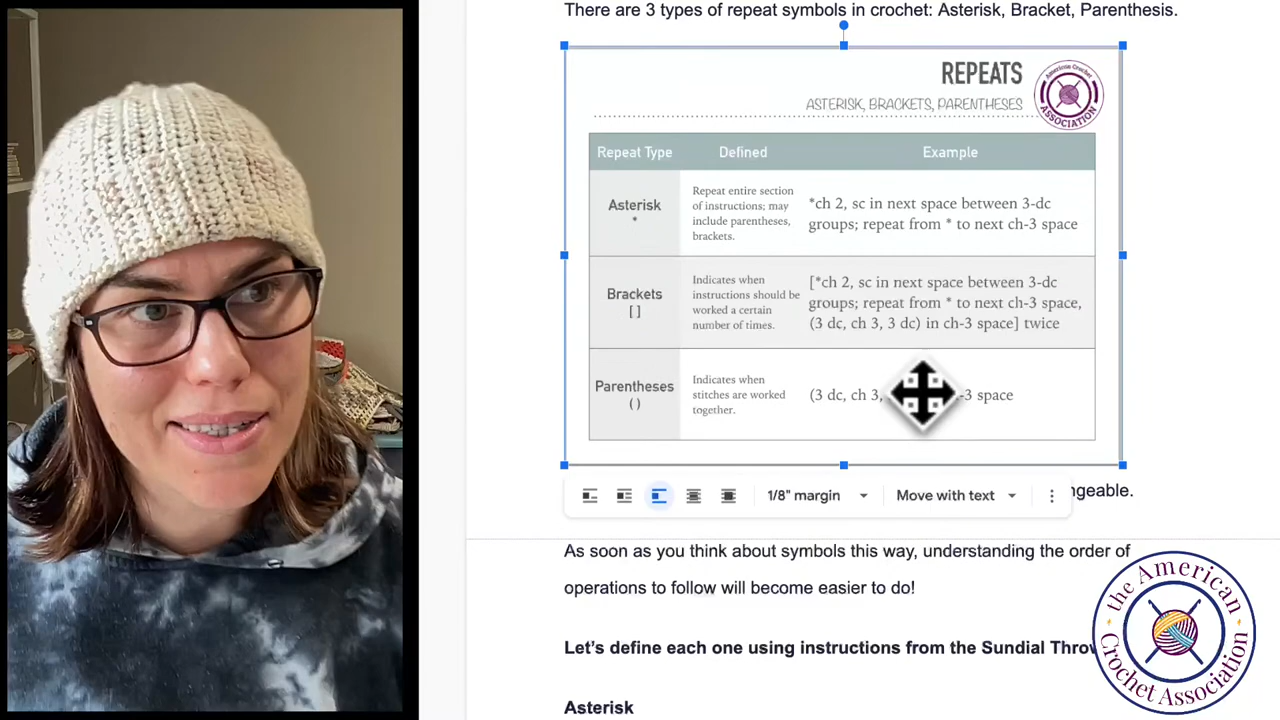 There are 3 types of repeat symbols in crochet: Asterisk, Bracket, Parenthesis.
REPEATS
ASTERISK, BRACKETS, PARENTHESES
American Crochet
ASSOCIATION
Repeat Type Defined Example
Asterisk
*
Repeat entire section
of instructions; may
include parentheses,
brackets.
*ch 2, sc in next space between 3-dc
groups; repeat from * to next ch-3 space
Brackets
[ ]
Indicates when
instructions should be
worked a certain
number of times.
[*ch 2, sc in next space between 3-dc
groups; repeat from * to next ch-3 space,
(3 dc, ch 3, 3 dc) in ch-3 space] twice
Parentheses
( )
Indicates when
stitches are worked
together.
(3 dc, ch 3, -3 space
1/8" margin
Move with text
ngeable.
As soon as you think about symbols this way, understanding the order of
operations to follow will become easier to do!
Let's define each one using instructions from the Sundial Throw
Asterisk
the American
Crochet Association